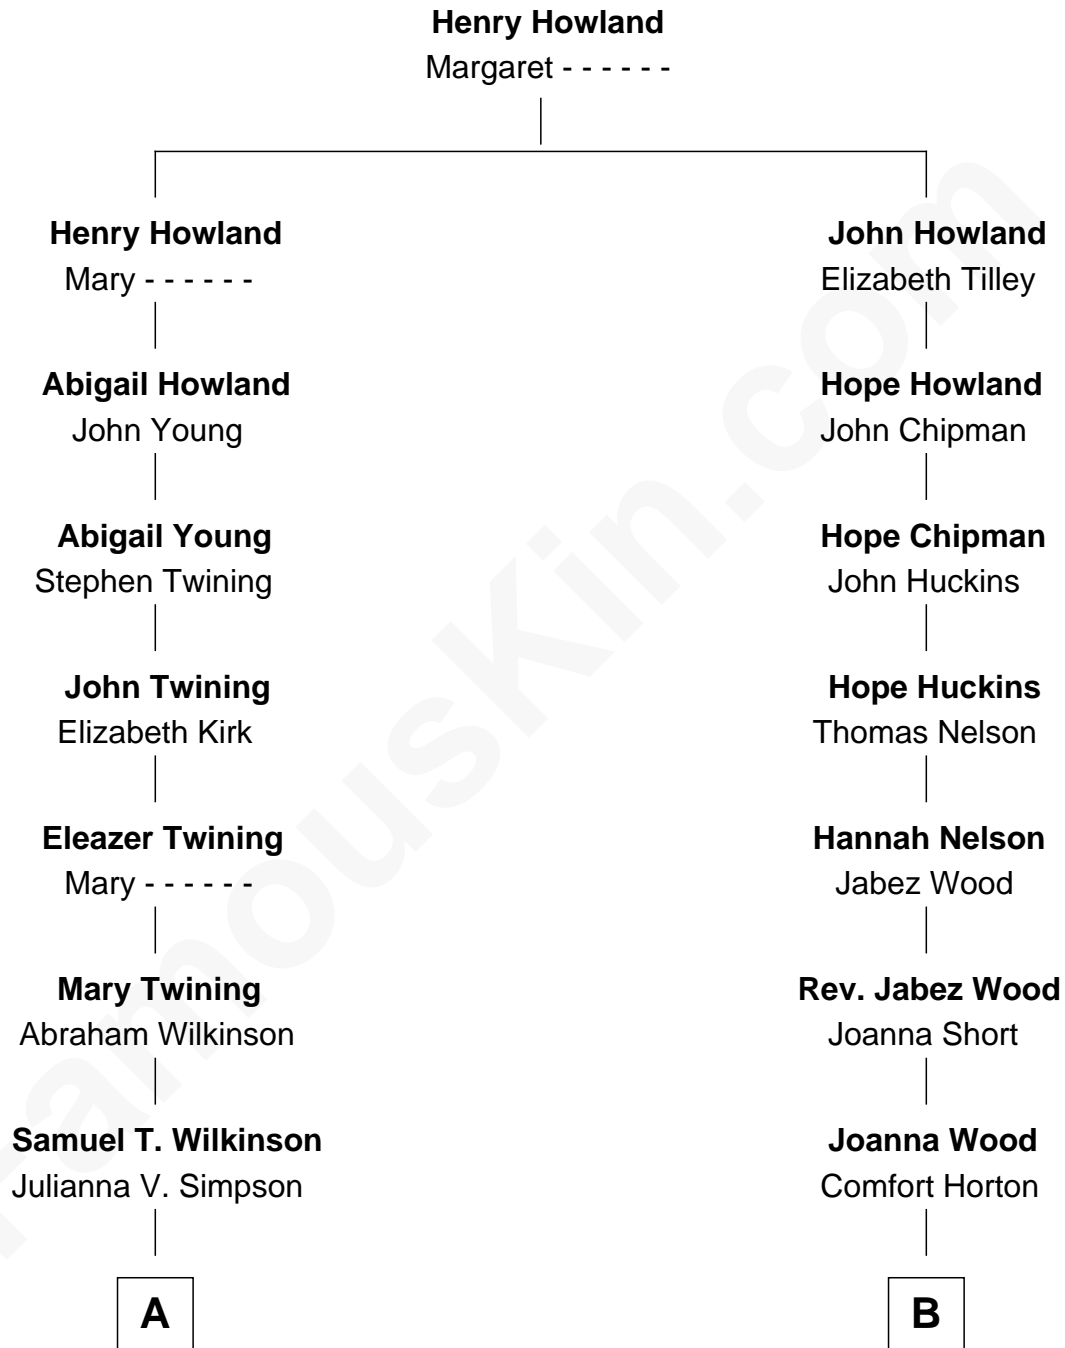 Henry Howland
Margaret - - - - - -
Henry Howland
Mary - - - - - -
John Howland
Elizabeth Tilley
Abigail Howland
John Young
Hope Howland
John Chipman
Abigail Young
Stephen Twining
Hope Chipman
John Huckins
John Twining
Elizabeth Kirk
Hope Huckins
Thomas Nelson
Eleazer Twining
Mary - - - - - -
Hannah Nelson
Jabez Wood
Mary Twining
Abraham Wilkinson
Rev. Jabez Wood
Joanna Short
Samuel T. Wilkinson
Julianna V. Simpson
Joanna Wood
Comfort Horton
A
B
FamousKin.com